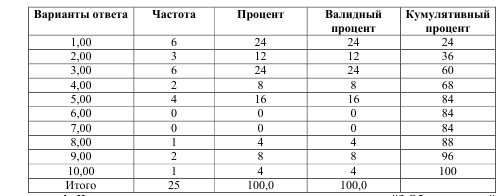 Варианты ответа Частота Процент Валидный процент Кумулятивный процент
1,00 6 24 24 24
2,00 3 12 12 36
3,00 6 24 24 60
4,00 2 8 8 68
5,00 4 16 16 84
6,00 0 0 0 84
7,00 0 0 0 84
8,00 1 4 4 88
9,00 2 8 8 96
10,00 1 4 4 100
Итого 25 100,0 100,0